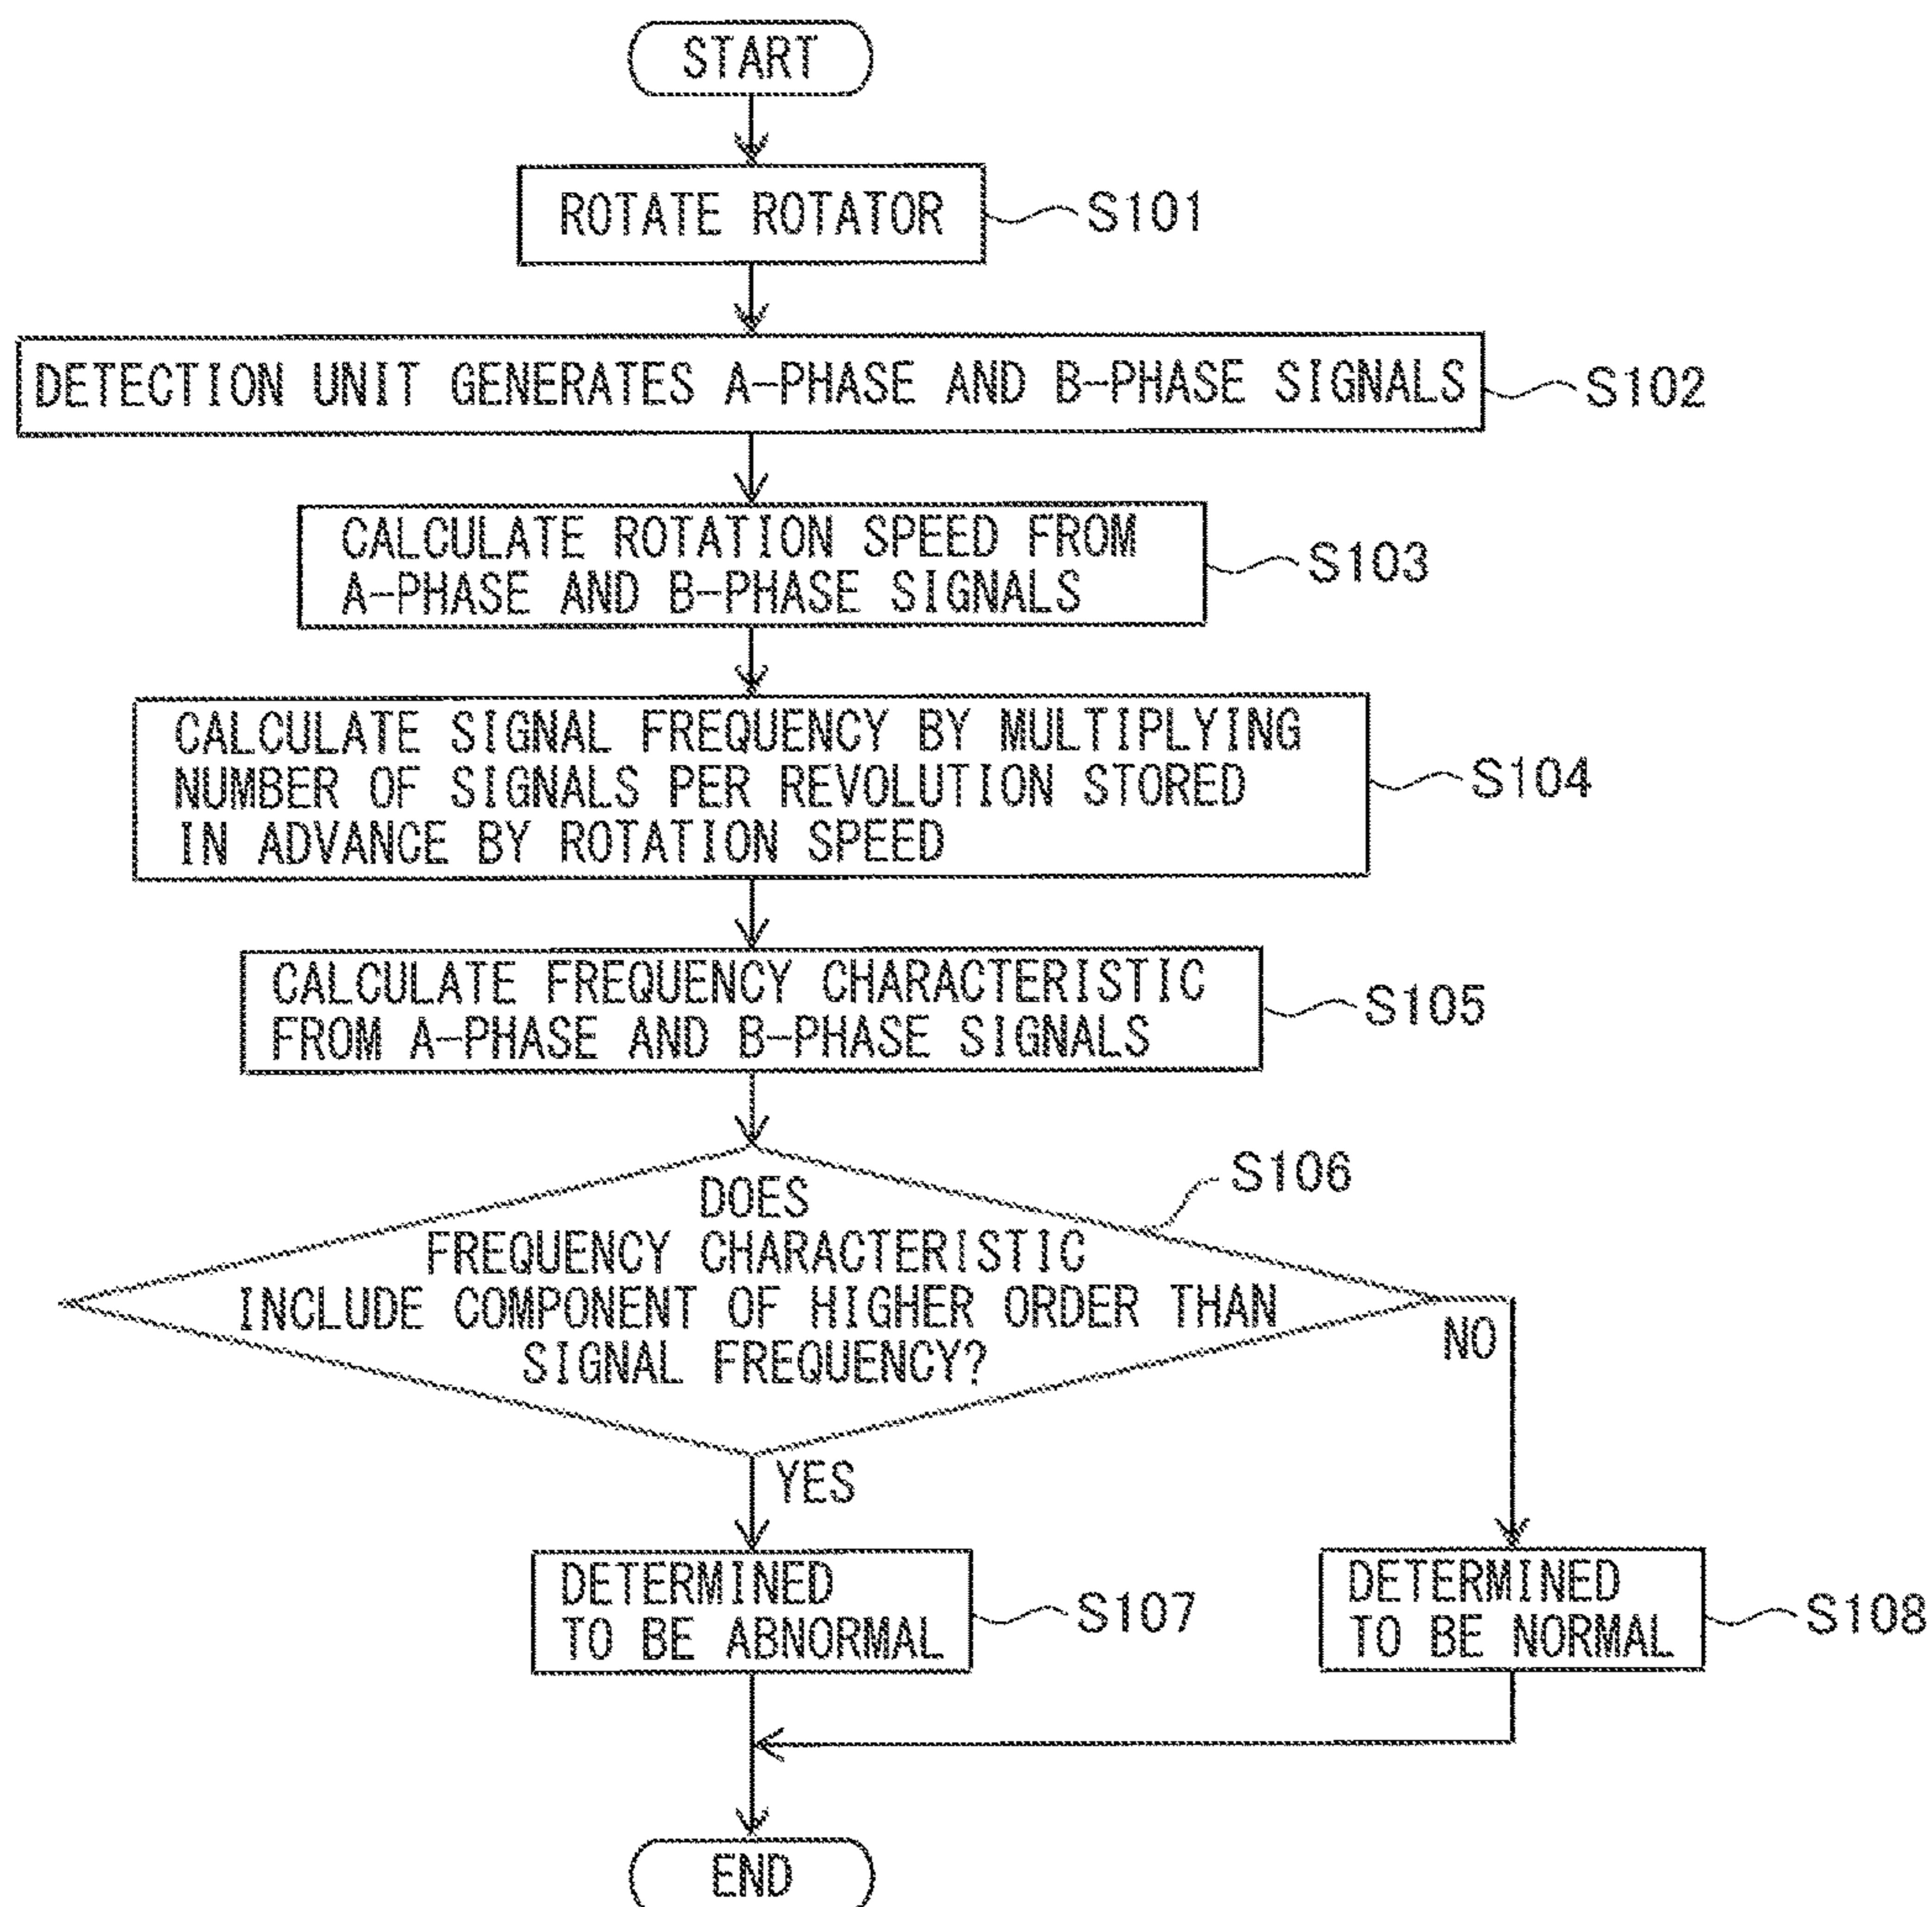 START
ROTATE ROTATOR
S101
DETECTION UNIT GENERATES A-PHASE AND B-PHASE SIGNALS
S102
CALCULATE ROTATION SPEED FROM
A-PHASE AND B-PHASE SIGNALS
S103
CALCULATE SIGNAL FREQUENCY BY MULTIPLYING
NUMBER OF SIGNALS PER REVOLUTION STORED
IN ADVANCE BY ROTATION SPEED
S104
CALCULATE FREQUENCY CHARACTERISTIC
FROM A-PHASE AND B-PHASE SIGNALS
S105
DOES
FREQUENCY CHARACTERISTIC
INCLUDE COMPONENT OF HIGHER ORDER THAN
SIGNAL FREQUENCY?
S106
NO
YES
DETERMINED
TO BE ABNORMAL
S107
DETERMINED
TO BE NORMAL
S108
END